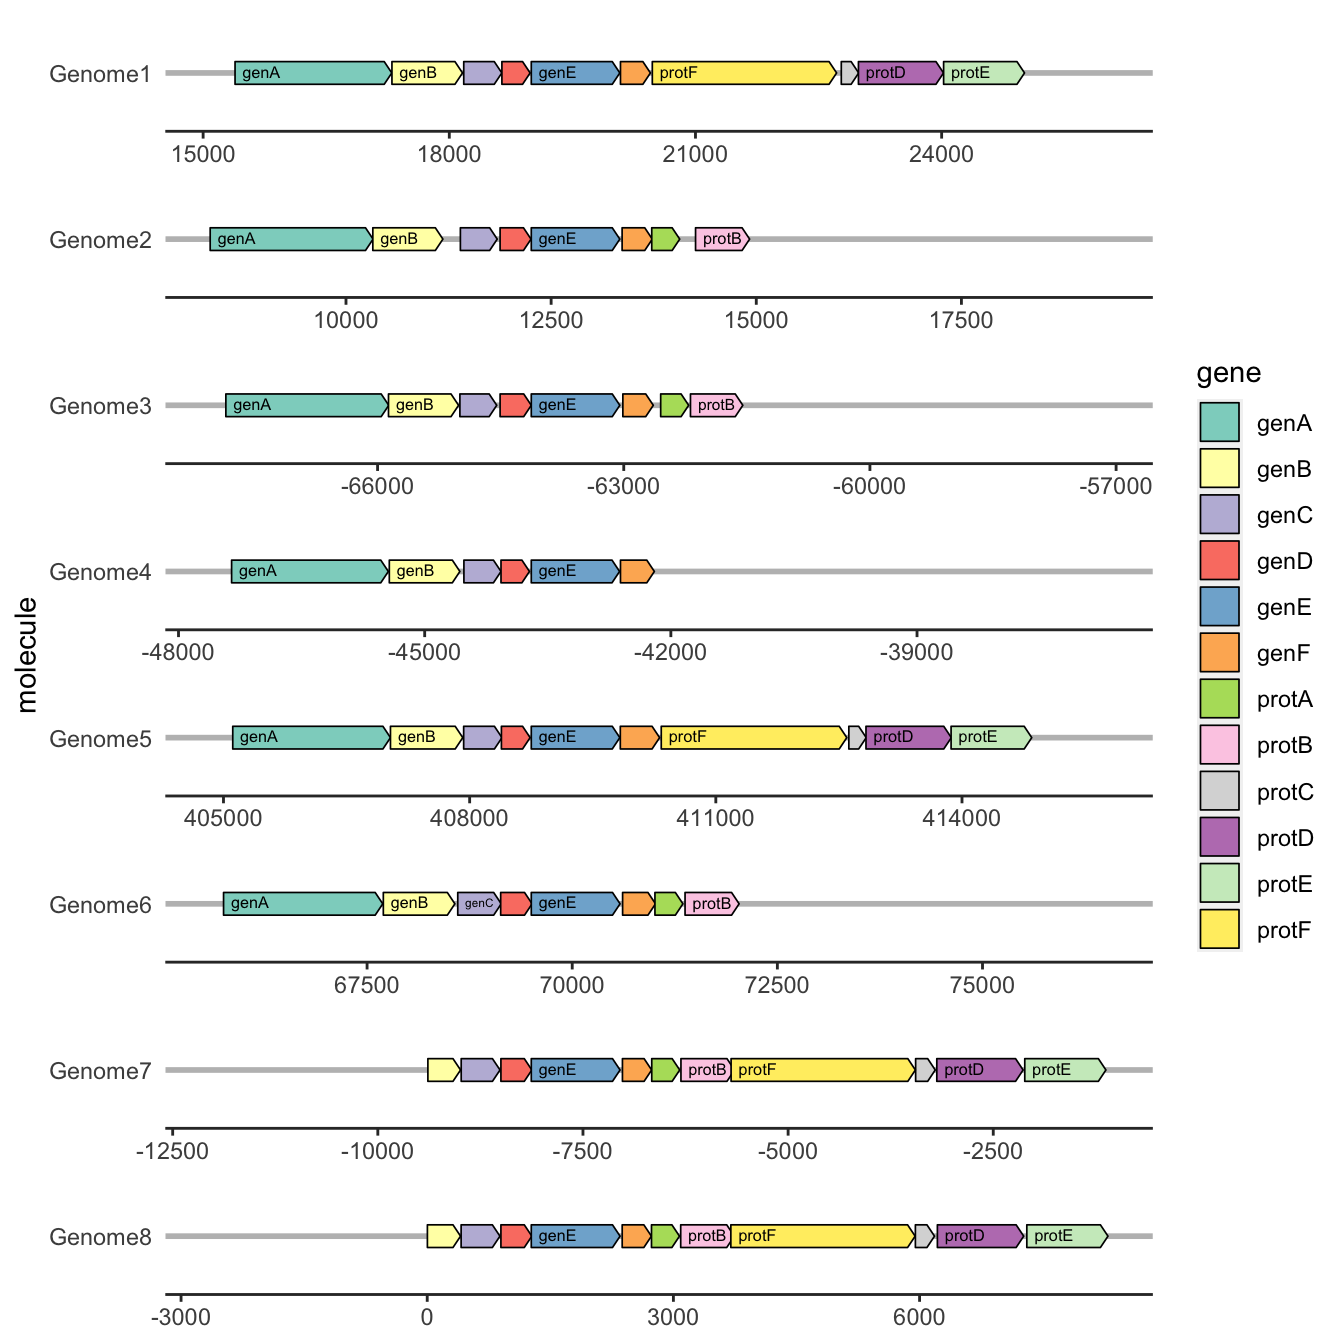 Genome1
genA genB genE protF protD protE
15000 18000 21000 24000
Genome2
genA genB genE protB
10000 12500 15000 17500
Genome3
genA genB genE protB
-66000 -63000 -60000 -57000
Genome4
genA genB genE
-48000 -45000 -42000 -39000
Genome5
genA genB genE protF protD protE
405000 408000 411000 414000
Genome6
genA genB genC genE protB
67500 70000 72500 75000
Genome7
genE protB protF protD protE
-12500 -10000 -7500 -5000 -2500
Genome8
genE protB protF protD protE
-3000 0 3000 6000
molecule
gene
genA
genB
genC
genD
genE
genF
protA
protB
protC
protD
protE
protF